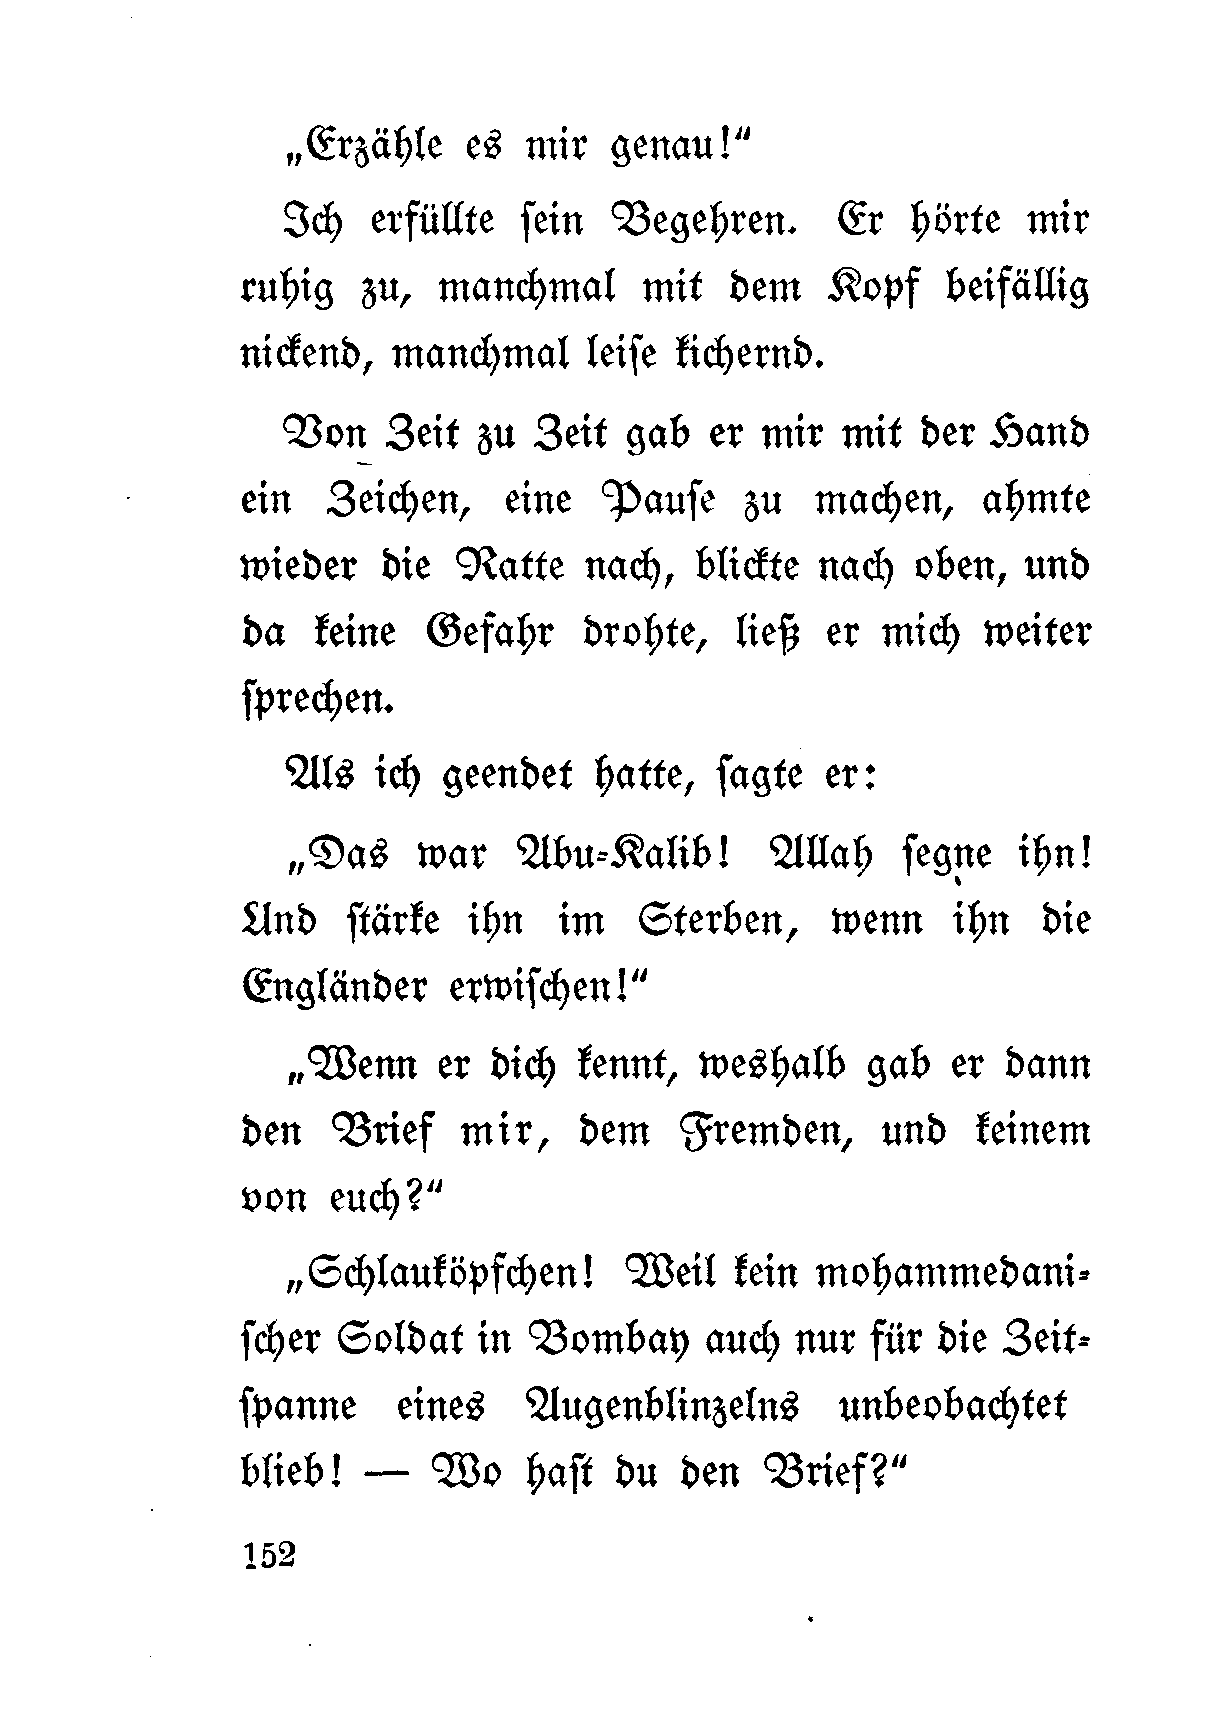 „Erzähle es mir genau!“
Ich erfüllte ſein Begehren. Er hörte mir
ruhig zu, manchmal mit dem Kopf beifällig
nickend, manchmal leiſe kichernd.
Von Zeit zu Zeit gab er mir mit der Hand
ein Zeichen, eine Pauſe zu machen, ahmte
wieder die Ratte nach, blickte nach oben, und
da keine Gefahr drohte, ließ er mich weiter
ſprechen.
Als ich geendet hatte, ſagte er:
„Das war Abu-Kalib! Allah ſegne ihn!
Und ſtärke ihn im Sterben, wenn ihn die
Engländer erwiſchen!“
„Wenn er dich kennt, weshalb gab er dann
den Brief mir, dem Fremden, und keinem
von euch?“
„Schlauköpfchen! Weil kein mohammedani-
ſcher Soldat in Bombay auch nur für die Zeit-
ſpanne eines Augenblinzelns unbeobachtet
blieb! — Wo haſt du den Brief?“
152